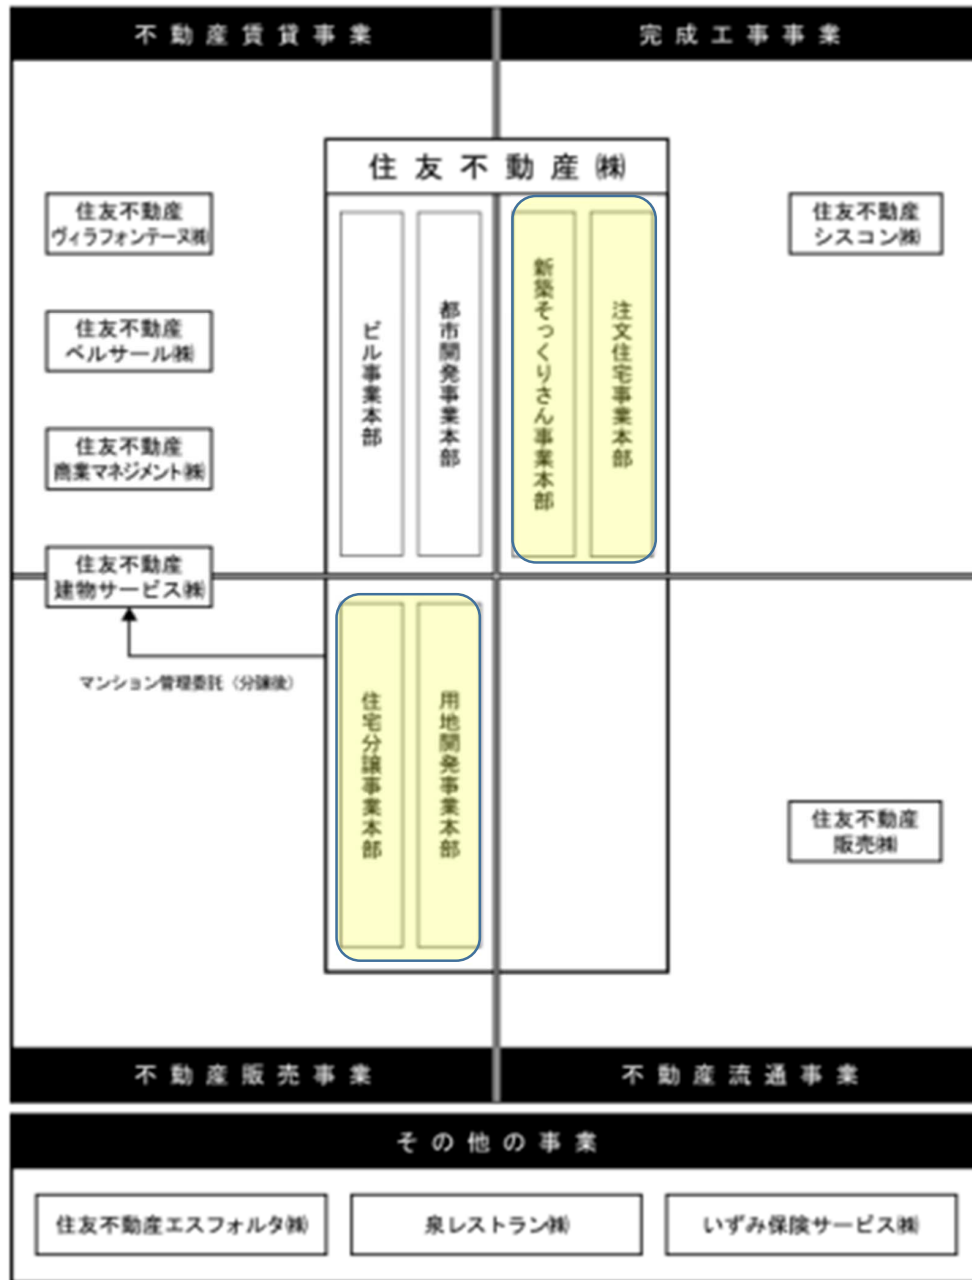 不動産賃貸事業
完成工事事業
住友不動産㈱
住友不動産
ヴィラフォンテーヌ㈱
住友不動産
ベルサール㈱
住友不動産
商業マネジメント㈱
住友不動産
建物サービス㈱
マンション管理委託（分譲後）
ビル事業本部
都市開発事業本部
新築そっくりさん事業本部
注文住宅事業本部
住友不動産
シスコン㈱
住宅分譲事業本部
用地開発事業本部
住友不動産
販売㈱
不動産販売事業
不動産流通事業
その他の事業
住友不動産エスフォルタ㈱
泉レストラン㈱
いずみ保険サービス㈱